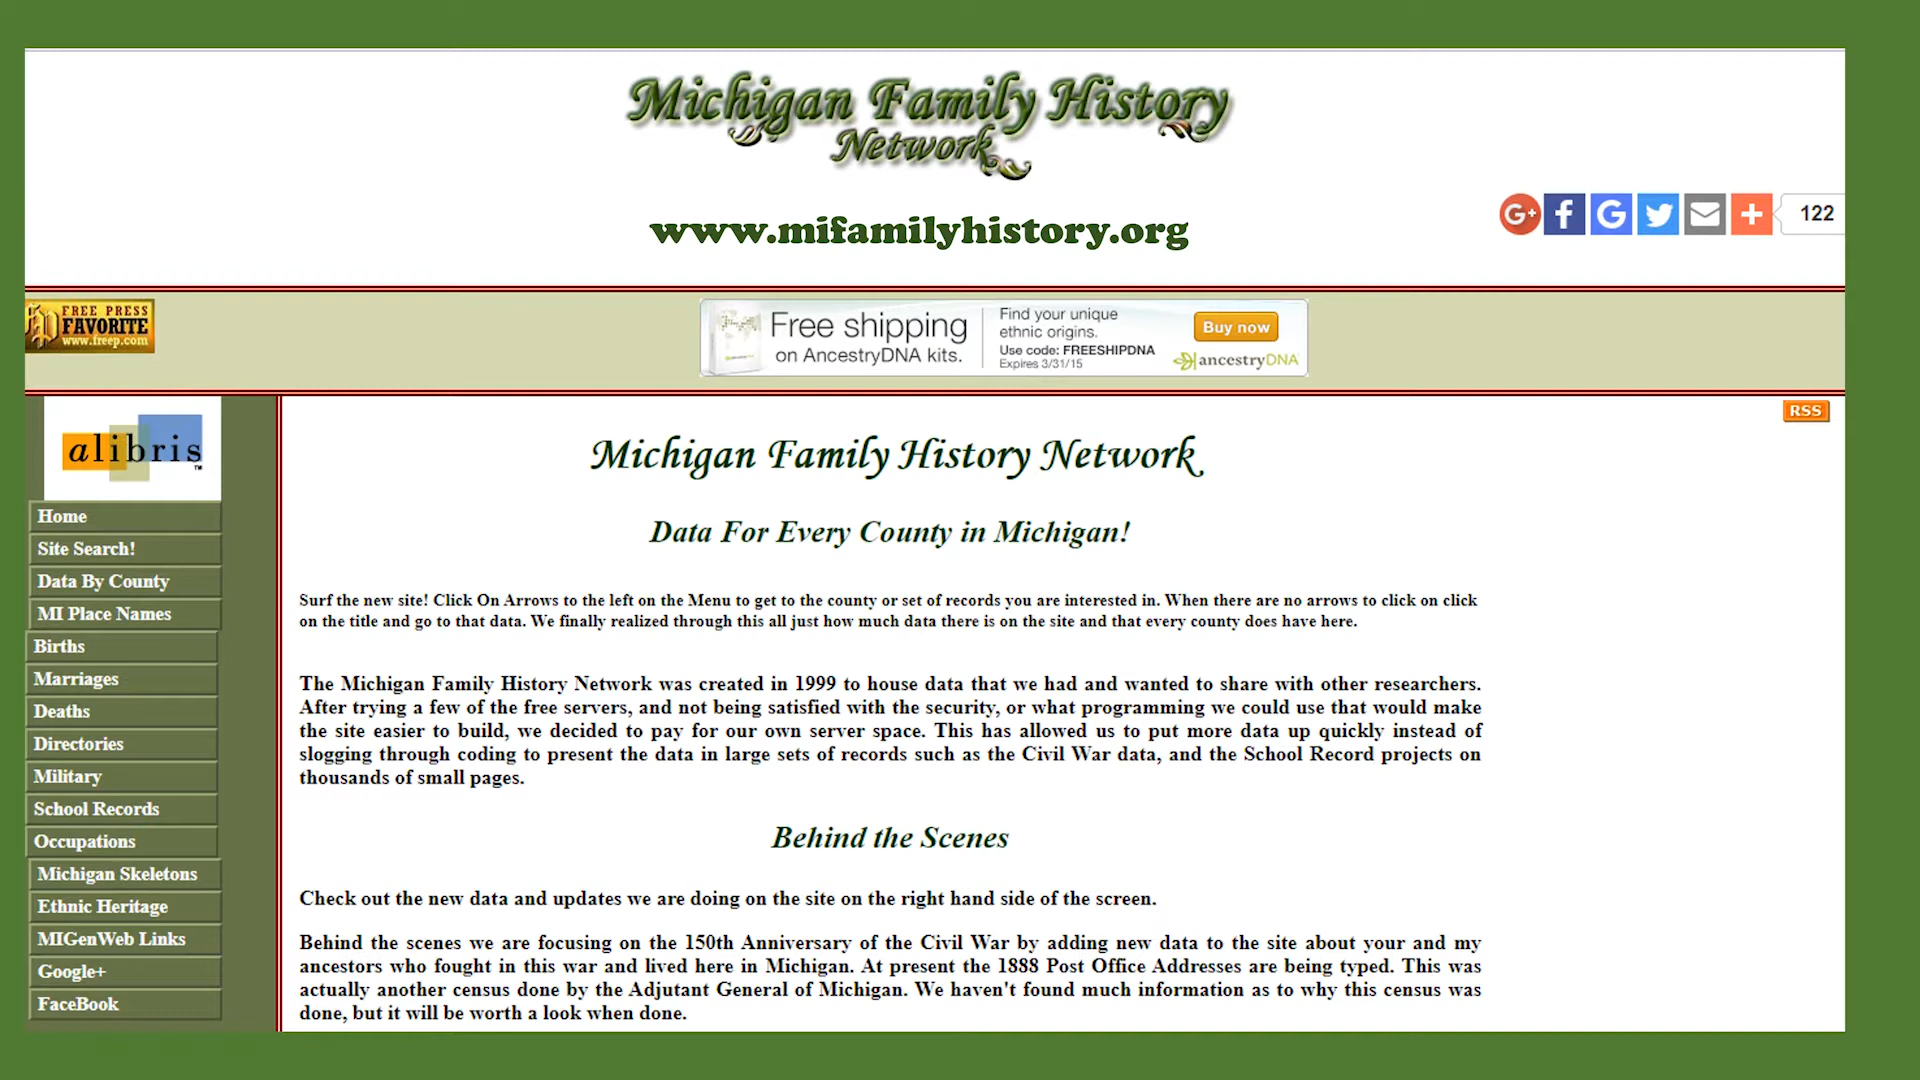 Michigan Family History
Network
www.mifamilyhistory.org
G+ f G 122
FREE PRESS
FAVORITE
www.freep.com
Free shipping
on AncestryDNA kits.
Find your unique
ethnic origins.
Use code: FREESHIPDNA
Expires 3/31/15
Buy now
ancestryDNA
RSS
alibris™
Home
Site Search!
Data By County
MI Place Names
Births
Marriages
Deaths
Directories
Military
School Records
Occupations
Michigan Skeletons
Ethnic Heritage
MIGenWeb Links
Google+
FaceBook
Michigan Family History Network
Data For Every County in Michigan!
Surf the new site! Click On Arrows to the left on the Menu to get to the county or set of records you are interested in. When there are no arrows to click on click
on the title and go to that data. We finally realized through this all just how much data there is on the site and that every county does have here.
The Michigan Family History Network was created in 1999 to house data that we had and wanted to share with other researchers.
After trying a few of the free servers, and not being satisfied with the security, or what programming we could use that would make
the site easier to build, we decided to pay for our own server space. This has allowed us to put more data up quickly instead of
slogging through coding to present the data in large sets of records such as the Civil War data, and the School Record projects on
thousands of small pages.
Behind the Scenes
Check out the new data and updates we are doing on the site on the right hand side of the screen.
Behind the scenes we are focusing on the 150th Anniversary of the Civil War by adding new data to the site about your and my
ancestors who fought in this war and lived here in Michigan. At present the 1888 Post Office Addresses are being typed. This was
actually another census done by the Adjutant General of Michigan. We haven't found much information as to why this census was
done, but it will be worth a look when done.